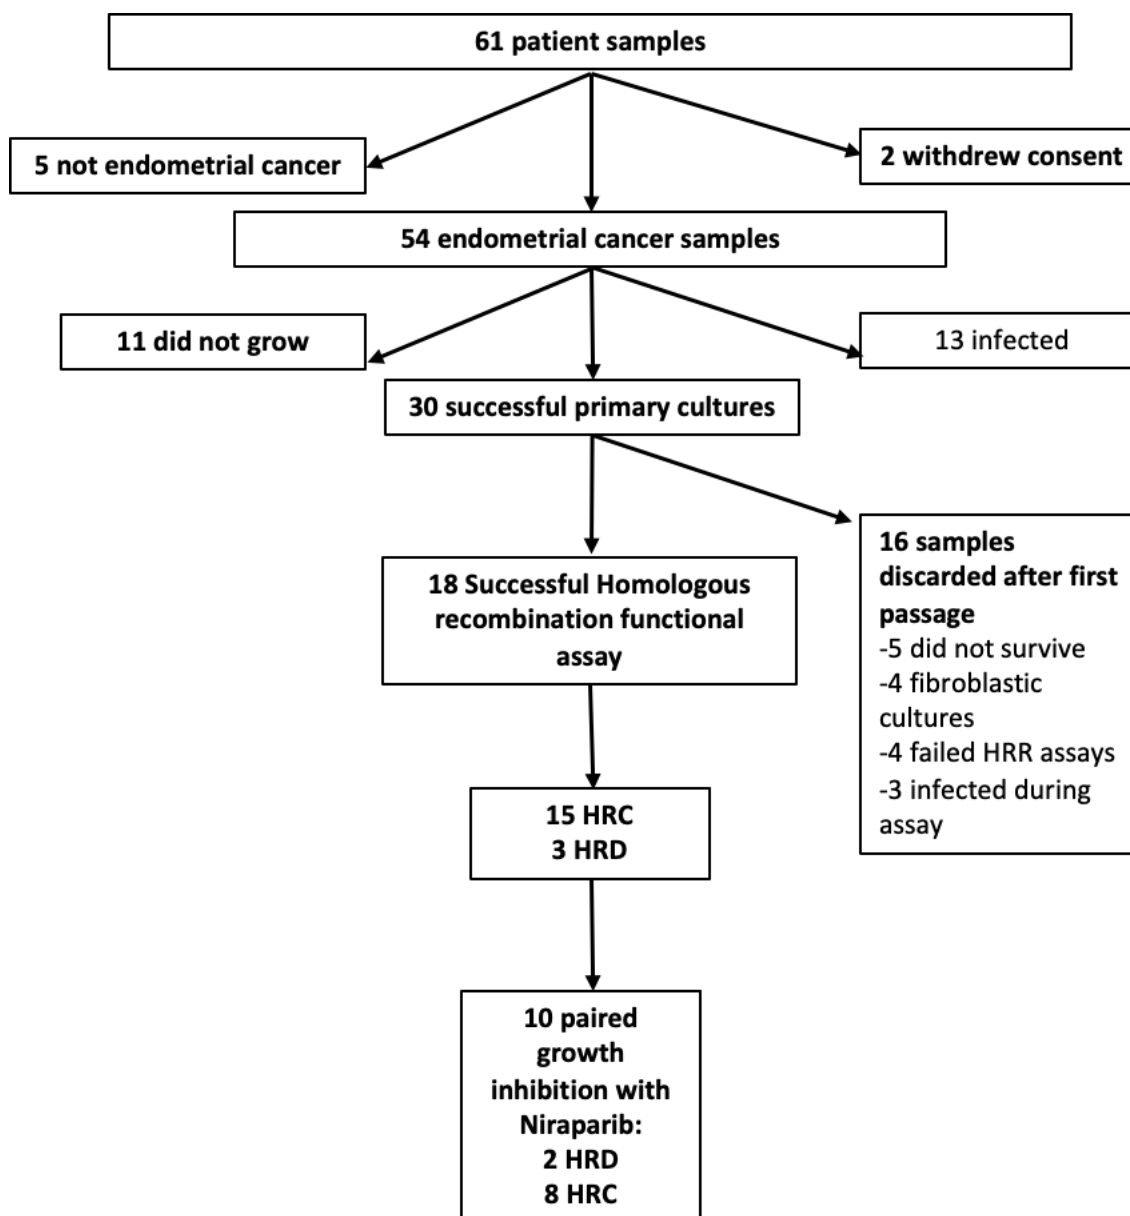 61 patient samples
5 not endometrial cancer
2 withdrew consent
54 endometrial cancer samples
11 did not grow
13 infected
30 successful primary cultures
18 Successful Homologous
recombination functional
assay
16 samples
discarded after first
passage
-5 did not survive
-4 fibroblastic
cultures
-4 failed HRR assays
-3 infected during
assay
15 HRC
3 HRD
10 paired
growth
inhibition with
Niraparib:
2 HRD
8 HRC